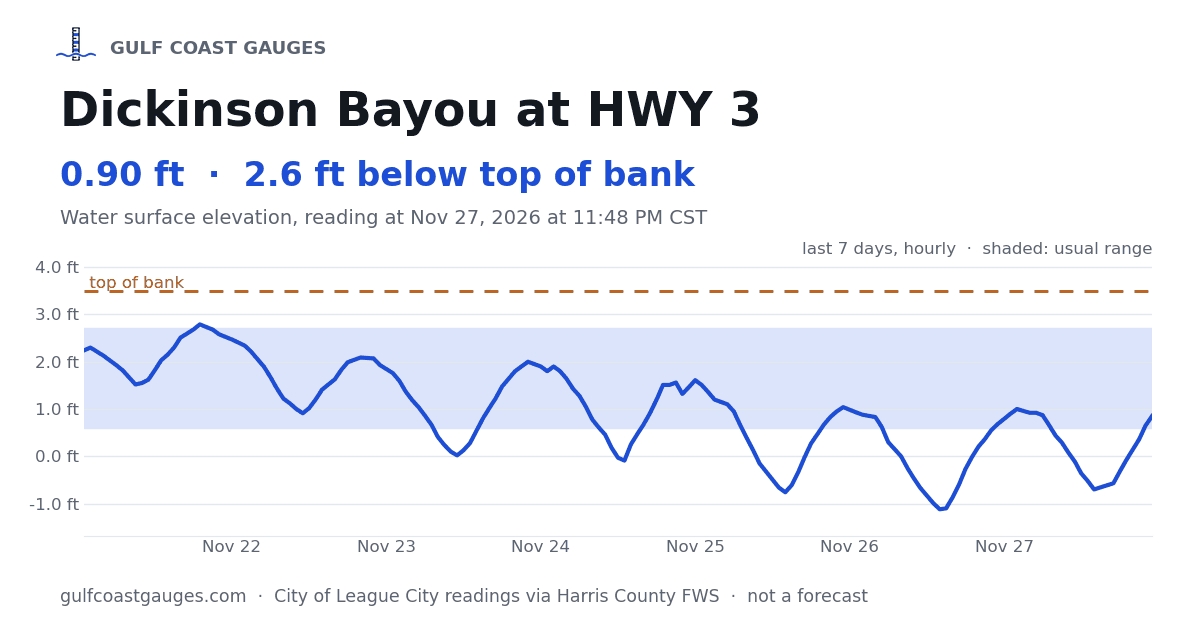 GULF COAST GAUGES
Dickinson Bayou at HWY 3
0.90 ft · 2.6 ft below top of bank
Water surface elevation, reading at Nov 27, 2026 at 11:48 PM CST
last 7 days, hourly · shaded: usual range
4.0 ft
top of bank
3.0 ft
2.0 ft
1.0 ft
0.0 ft
-1.0 ft
Nov 22 Nov 23 Nov 24 Nov 25 Nov 26 Nov 27
gulfcoastgauges.com · City of League City readings via Harris County FWS · not a forecast